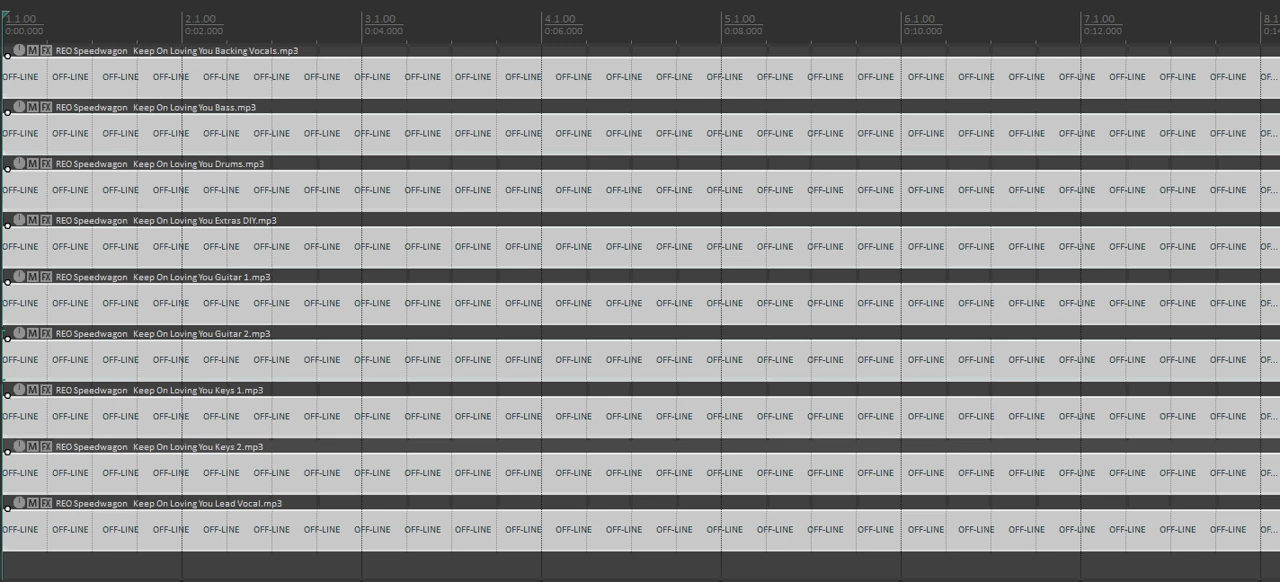 1.1.00 2.1.00 3.1.00 4.1.00 5.1.00 6.1.00 7.1.00 8.1
0:00.000 0:02.000 0:04.000 0:06.000 0:08.000 0:10.000 0:12.000 0:14
M FX REO Speedwagon Keep On Loving You Backing Vocals.mp3
OFF-LINE OFF-LINE OFF-LINE OFF-LINE OFF-LINE OFF-LINE OFF-LINE OFF-LINE OFF-LINE OFF-LINE OFF-LINE OFF-LINE OFF-LINE OFF-LINE OFF-LINE OFF-LINE OFF-LINE OFF-LINE OFF-LINE OFF-LINE OFF-LINE OFF-LINE OFF-LINE OFF-LINE OFF-LINE OF...
M FX REO Speedwagon Keep On Loving You Bass.mp3
OFF-LINE OFF-LINE OFF-LINE OFF-LINE OFF-LINE OFF-LINE OFF-LINE OFF-LINE OFF-LINE OFF-LINE OFF-LINE OFF-LINE OFF-LINE OFF-LINE OFF-LINE OFF-LINE OFF-LINE OFF-LINE OFF-LINE OFF-LINE OFF-LINE OFF-LINE OFF-LINE OFF-LINE OFF-LINE OF...
M FX REO Speedwagon Keep On Loving You Drums.mp3
OFF-LINE OFF-LINE OFF-LINE OFF-LINE OFF-LINE OFF-LINE OFF-LINE OFF-LINE OFF-LINE OFF-LINE OFF-LINE OFF-LINE OFF-LINE OFF-LINE OFF-LINE OFF-LINE OFF-LINE OFF-LINE OFF-LINE OFF-LINE OFF-LINE OFF-LINE OFF-LINE OFF-LINE OFF-LINE OF...
M FX REO Speedwagon Keep On Loving You Extras DIY.mp3
OFF-LINE OFF-LINE OFF-LINE OFF-LINE OFF-LINE OFF-LINE OFF-LINE OFF-LINE OFF-LINE OFF-LINE OFF-LINE OFF-LINE OFF-LINE OFF-LINE OFF-LINE OFF-LINE OFF-LINE OFF-LINE OFF-LINE OFF-LINE OFF-LINE OFF-LINE OFF-LINE OFF-LINE OFF-LINE OF...
M FX REO Speedwagon Keep On Loving You Guitar 1.mp3
OFF-LINE OFF-LINE OFF-LINE OFF-LINE OFF-LINE OFF-LINE OFF-LINE OFF-LINE OFF-LINE OFF-LINE OFF-LINE OFF-LINE OFF-LINE OFF-LINE OFF-LINE OFF-LINE OFF-LINE OFF-LINE OFF-LINE OFF-LINE OFF-LINE OFF-LINE OFF-LINE OFF-LINE OFF-LINE OF...
M FX REO Speedwagon Keep On Loving You Guitar 2.mp3
OFF-LINE OFF-LINE OFF-LINE OFF-LINE OFF-LINE OFF-LINE OFF-LINE OFF-LINE OFF-LINE OFF-LINE OFF-LINE OFF-LINE OFF-LINE OFF-LINE OFF-LINE OFF-LINE OFF-LINE OFF-LINE OFF-LINE OFF-LINE OFF-LINE OFF-LINE OFF-LINE OFF-LINE OFF-LINE OF...
M FX REO Speedwagon Keep On Loving You Keys 1.mp3
OFF-LINE OFF-LINE OFF-LINE OFF-LINE OFF-LINE OFF-LINE OFF-LINE OFF-LINE OFF-LINE OFF-LINE OFF-LINE OFF-LINE OFF-LINE OFF-LINE OFF-LINE OFF-LINE OFF-LINE OFF-LINE OFF-LINE OFF-LINE OFF-LINE OFF-LINE OFF-LINE OFF-LINE OFF-LINE OF...
M FX REO Speedwagon Keep On Loving You Keys 2.mp3
OFF-LINE OFF-LINE OFF-LINE OFF-LINE OFF-LINE OFF-LINE OFF-LINE OFF-LINE OFF-LINE OFF-LINE OFF-LINE OFF-LINE OFF-LINE OFF-LINE OFF-LINE OFF-LINE OFF-LINE OFF-LINE OFF-LINE OFF-LINE OFF-LINE OFF-LINE OFF-LINE OFF-LINE OFF-LINE OF...
M FX REO Speedwagon Keep On Loving You Lead Vocal.mp3
OFF-LINE OFF-LINE OFF-LINE OFF-LINE OFF-LINE OFF-LINE OFF-LINE OFF-LINE OFF-LINE OFF-LINE OFF-LINE OFF-LINE OFF-LINE OFF-LINE OFF-LINE OFF-LINE OFF-LINE OFF-LINE OFF-LINE OFF-LINE OFF-LINE OFF-LINE OFF-LINE OFF-LINE OFF-LINE OF...